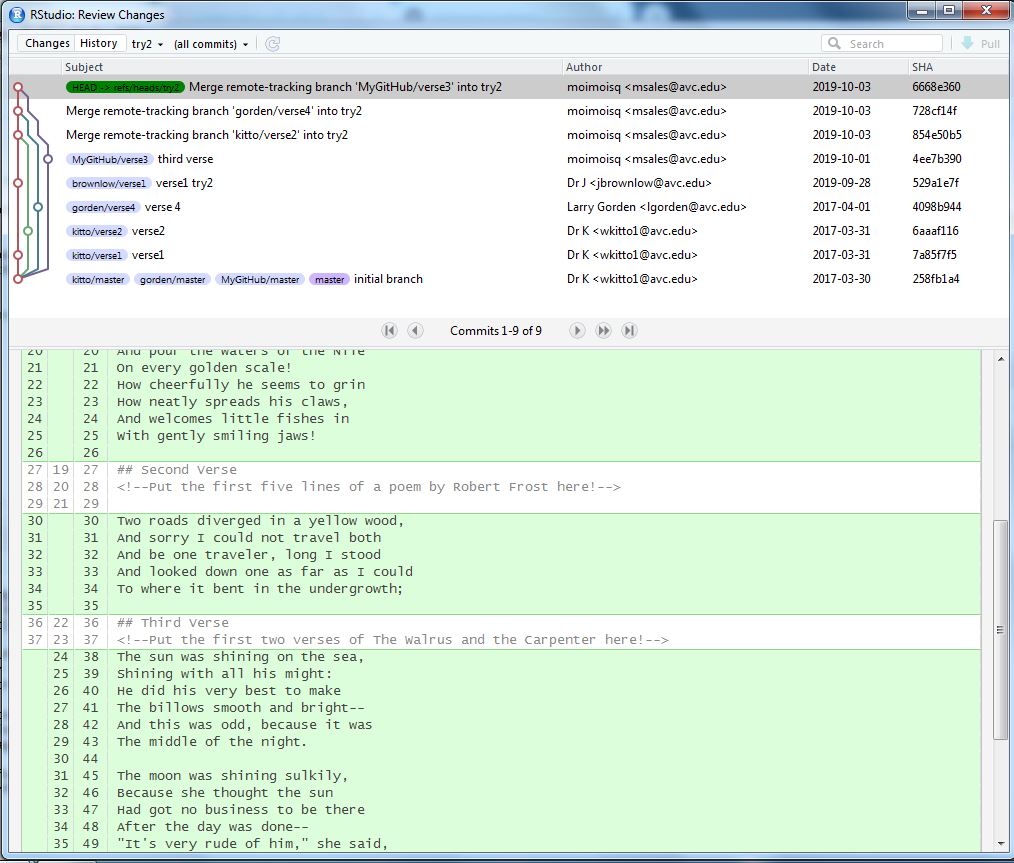 RStudio: Review Changes
Changes History try2 (all commits) Search Pull
Subject Author Date SHA
HEAD -> refs/heads/try2 Merge remote-tracking branch 'MyGitHub/verse3' into try2 moimoisq <msales@avc.edu> 2019-10-03 6668e360
Merge remote-tracking branch 'gorden/verse4' into try2 moimoisq <msales@avc.edu> 2019-10-03 728cf14f
Merge remote-tracking branch 'kitto/verse2' into try2 moimoisq <msales@avc.edu> 2019-10-03 854e50b5
MyGitHub/verse3 third verse moimoisq <msales@avc.edu> 2019-10-01 4ee7b390
brownlow/verse1 verse1 try2 Dr J <jbrownlow@avc.edu> 2019-09-28 529a1e7f
gorden/verse4 verse 4 Larry Gorden <lgorden@avc.edu> 2017-04-01 4098b944
kitto/verse2 verse2 Dr K <wkitto1@avc.edu> 2017-03-31 6aaaf116
kitto/verse1 verse1 Dr K <wkitto1@avc.edu> 2017-03-31 7a85f7f5
kitto/master gorden/master MyGitHub/master master initial branch Dr K <wkitto1@avc.edu> 2017-03-30 258fb1a4
Commits 1-9 of 9
20 20 And pour the waters of the Nile
21 21 On every golden scale!
22 22 How cheerfully he seems to grin
23 23 How neatly spreads his claws,
24 24 And welcomes little fishes in
25 25 With gently smiling jaws!
26 26
27 19 27 ## Second Verse
28 20 28 <!--Put the first five lines of a poem by Robert Frost here!-->
29 21 29
30 30 Two roads diverged in a yellow wood,
31 31 And sorry I could not travel both
32 32 And be one traveler, long I stood
33 33 And looked down one as far as I could
34 34 To where it bent in the undergrowth;
35 35
36 22 36 ## Third Verse
37 23 37 <!--Put the first two verses of The Walrus and the Carpenter here!-->
24 38 The sun was shining on the sea,
25 39 Shining with all his might:
26 40 He did his very best to make
27 41 The billows smooth and bright--
28 42 And this was odd, because it was
29 43 The middle of the night.
30 44
31 45 The moon was shining sulkily,
32 46 Because she thought the sun
33 47 Had got no business to be there
34 48 After the day was done--
35 49 "It's very rude of him," she said,